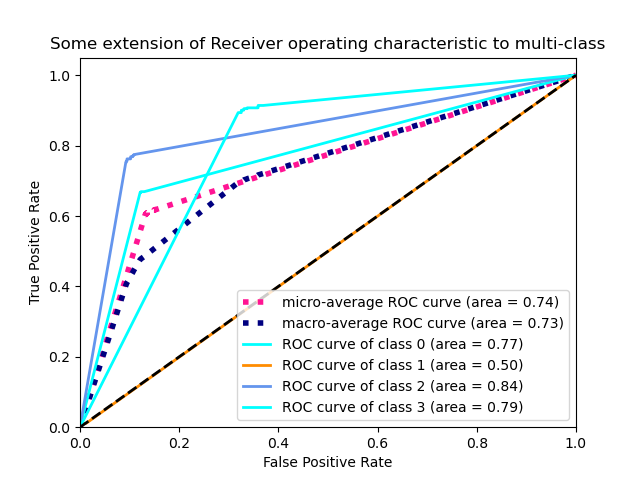 Some extension of Receiver operating characteristic to multi-class
1.0
0.8
0.6
0.4
0.2
0.0
True Positive Rate
micro-average ROC curve (area = 0.74)
macro-average ROC curve (area = 0.73)
ROC curve of class 0 (area = 0.77)
ROC curve of class 1 (area = 0.50)
ROC curve of class 2 (area = 0.84)
ROC curve of class 3 (area = 0.79)
0.0 0.2 0.4 0.6 0.8 1.0
False Positive Rate